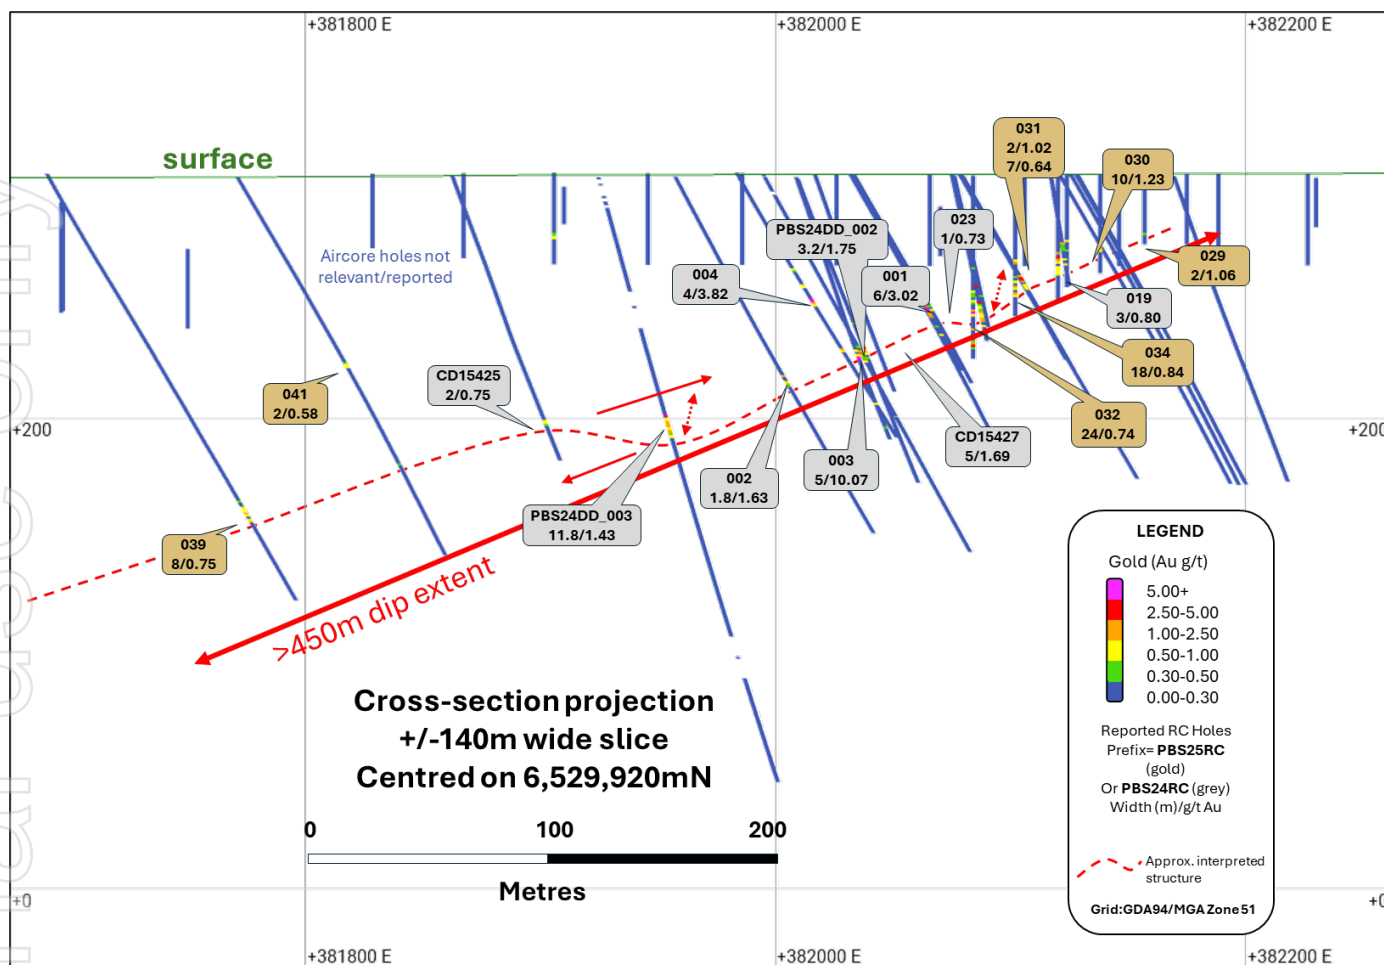 +381800 E
+382000 E
+382200 E
surface
031
2/1.02
7/0.64
030
10/1.23
PBS24DD_002
3.2/1.75
023
1/0.73
Aircore holes not
relevant/reported
004
4/3.82
001
6/3.02
029
2/1.06
019
3/0.80
034
18/0.84
041
2/0.58
CD15425
2/0.75
032
24/0.74
+200
+200
CD15427
5/1.69
003
5/10.07
002
1.8/1.63
PBS24DD_003
11.8/1.43
039
8/0.75
>450m dip extent
LEGEND
Gold (Au g/t)
5.00+
2.50-5.00
1.00-2.50
0.50-1.00
0.30-0.50
0.00-0.30
Reported RC Holes
Prefix= PBS25RC
(gold)
Or PBS24RC (grey)
Width (m)/g/t Au
Approx. interpreted
structure
Grid:GDA94/MGA Zone 51
Cross-section projection
+/-140m wide slice
Centred on 6,529,920mN
0
100
200
Metres
+0
+0
+381800 E
+382000 E
+382200 E